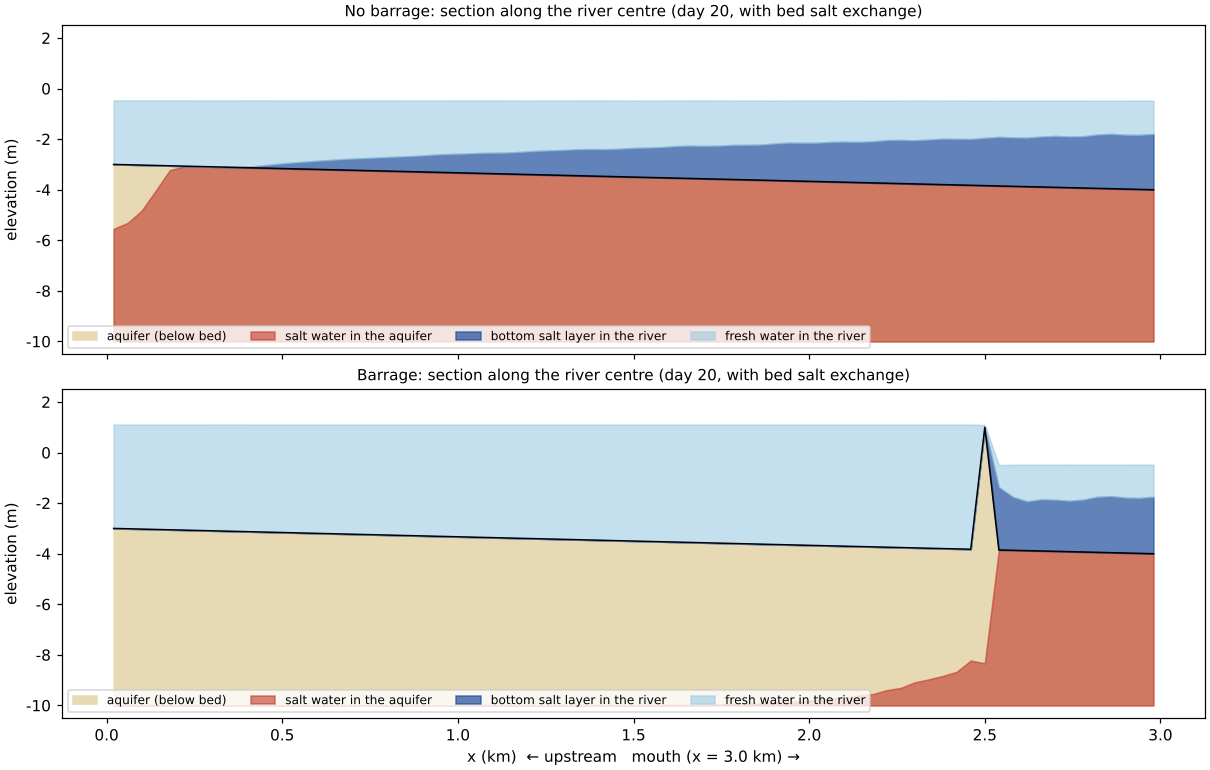 No barrage: section along the river centre (day 20, with bed salt exchange)
2
0
-2
-4
-6
-8
-10
elevation (m)
aquifer (below bed) salt water in the aquifer bottom salt layer in the river fresh water in the river
Barrage: section along the river centre (day 20, with bed salt exchange)
2
0
-2
-4
-6
-8
-10
elevation (m)
aquifer (below bed) salt water in the aquifer bottom salt layer in the river fresh water in the river
0.0 0.5 1.0 1.5 2.0 2.5 3.0
x (km) ← upstream mouth (x = 3.0 km) →